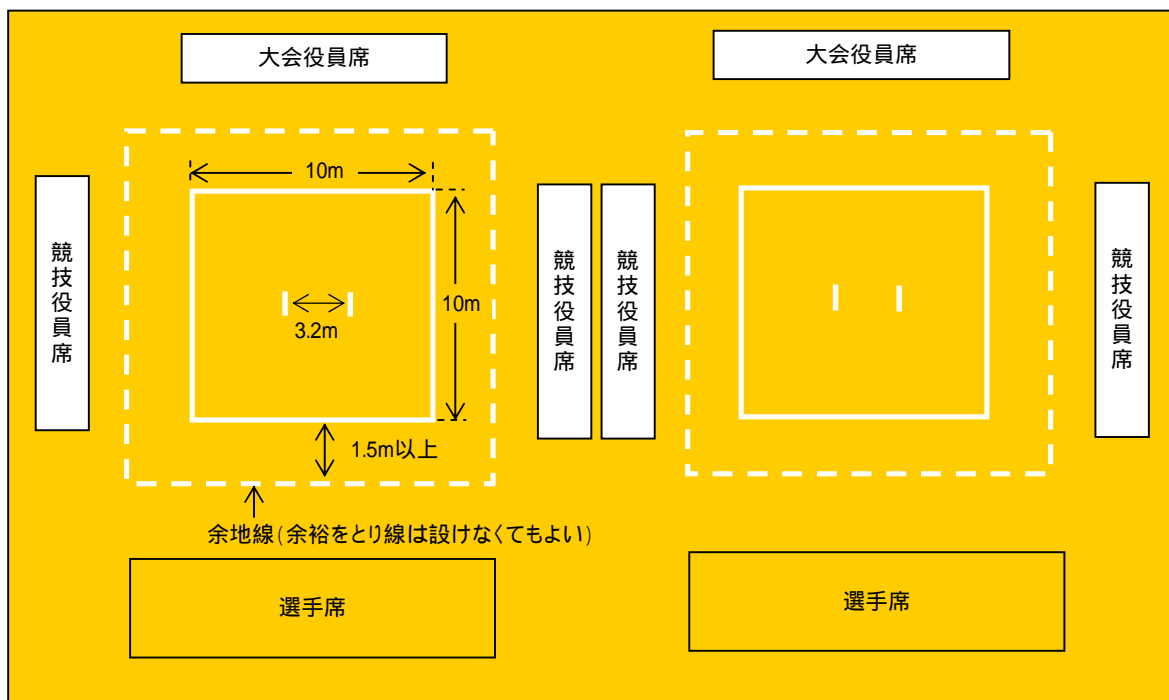 大会役員席
大会役員席
10m
競技役員席
競技役員席
競技役員席
競技役員席
10m
3.2m
1.5m以上
余地線(余裕をとり線は設けなくてもよい)
選手席
選手席